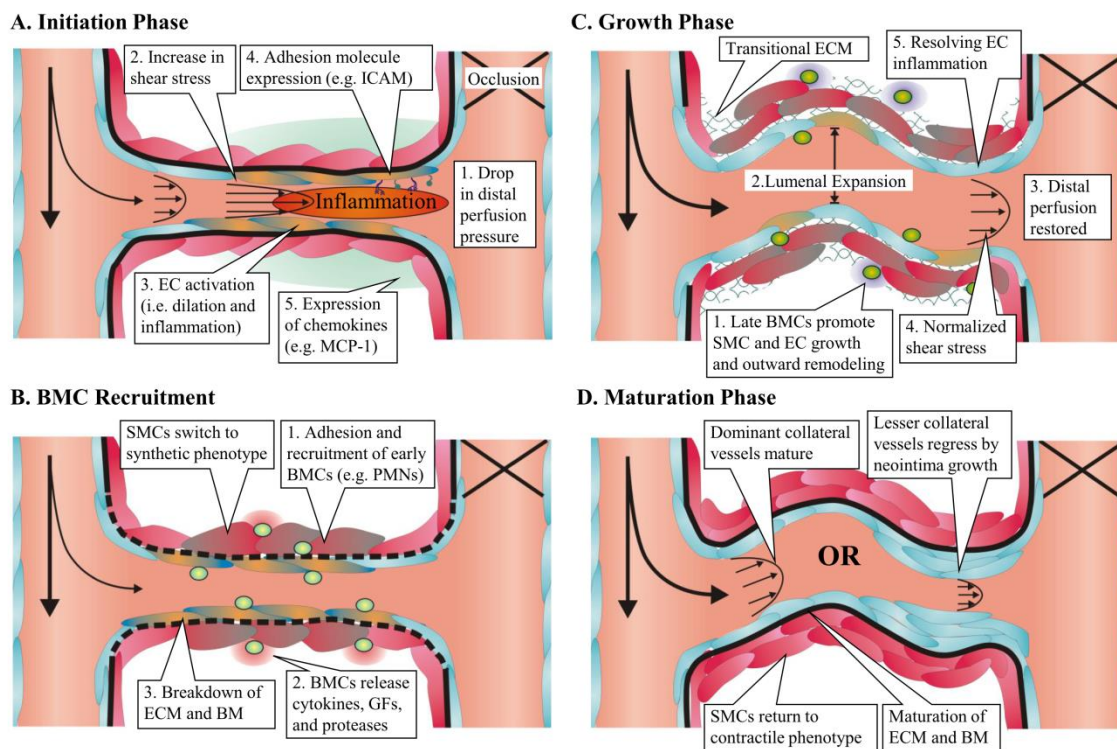 A. Initiation Phase
2. Increase in
shear stress
4. Adhesion molecule
expression (e.g. ICAM)
Occlusion
Inflammation
1. Drop
in distal
perfusion
pressure
3. EC activation
(i.e. dilation and
inflammation)
5. Expression
of chemokines
(e.g. MCP-1)
B. BMC Recruitment
SMCs switch to
synthetic phenotype
1. Adhesion and
recruitment of early
BMCs (e.g. PMNs)
3. Breakdown of
ECM and BM
2. BMCs release
cytokines, GFs,
and proteases
C. Growth Phase
Transitional ECM
5. Resolving EC
inflammation
2.Lumenal Expansion
3. Distal
perfusion
restored
1. Late BMCs promote
SMC and EC growth
and outward remodeling
4. Normalized
shear stress
D. Maturation Phase
Dominant collateral
vessels mature
Lesser collateral
vessels regress by
neointima growth
OR
SMCs return to
contractile phenotype
Maturation of
ECM and BM